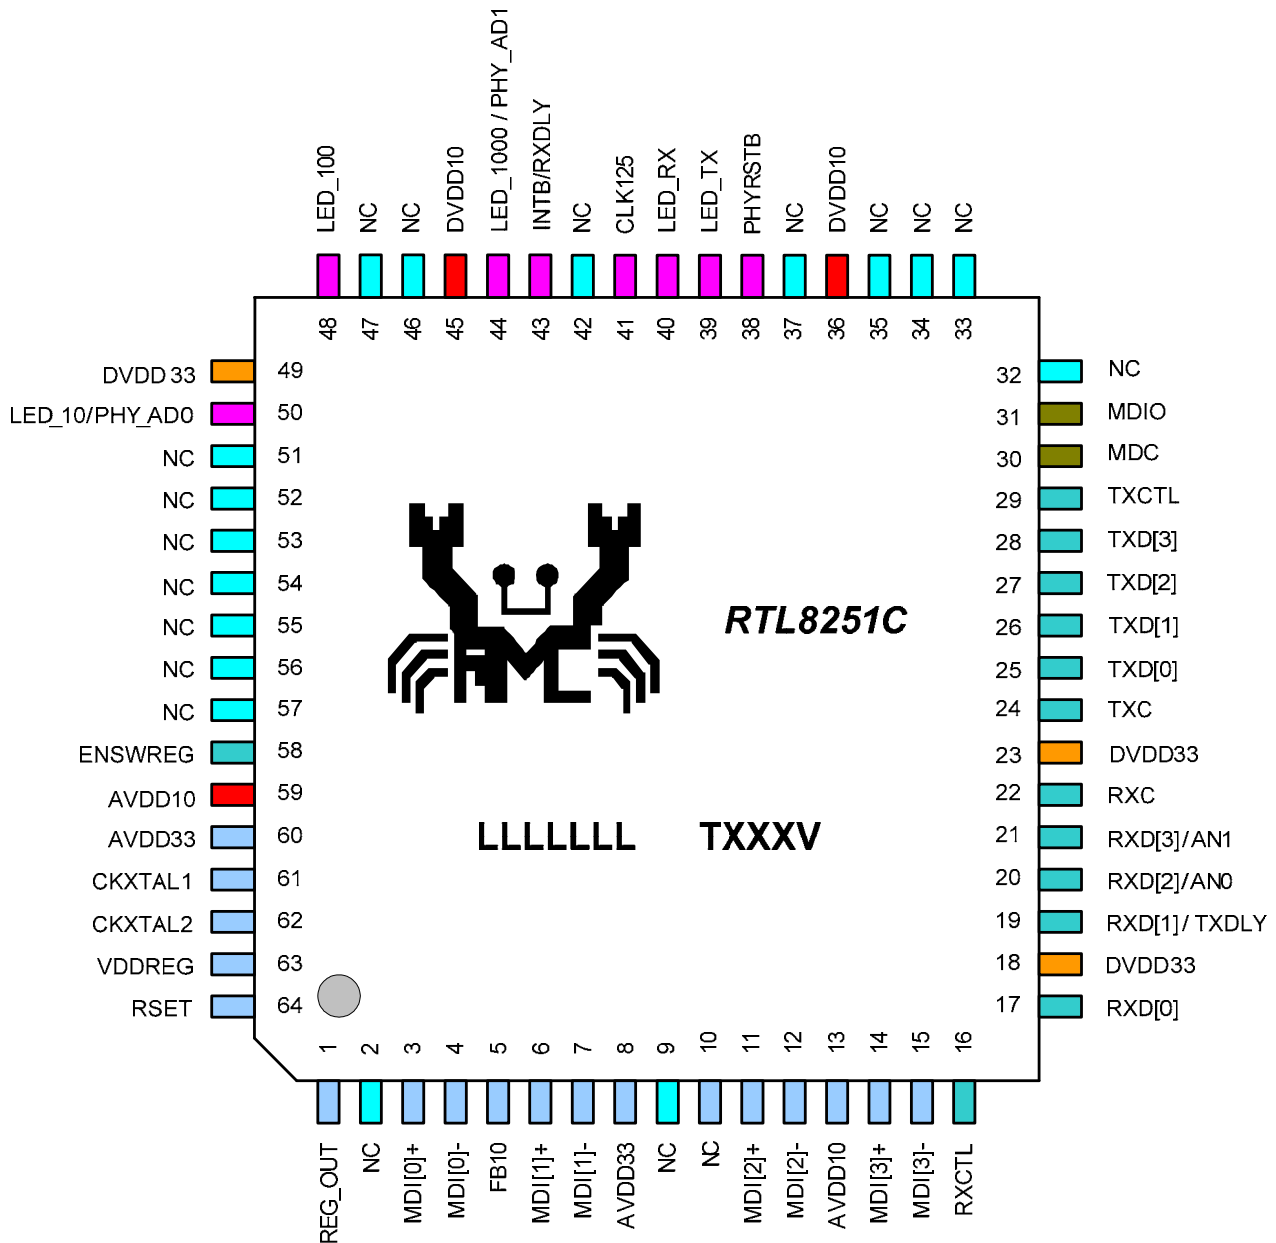 LED_100
NC
NC
DVDD10
LED_1000 / PHY_AD1
INTB/RXDLY
NC
CLK125
LED_RX
LED_TX
PHYRSTB
NC
DVDD10
NC
NC
NC
48 47 46 45 44 43 42 41 40 39 38 37 36 35 34 33
DVDD33 49
LED_10/PHY_AD0 50
NC 51
NC 52
NC 53
NC 54
NC 55
NC 56
NC 57
ENSWREG 58
AVDD10 59
AVDD33 60
CKXTAL1 61
CKXTAL2 62
VDDREG 63
RSET 64
RTL8251C
LLLLLLL TXXXV
32 NC
31 MDIO
30 MDC
29 TXCTL
28 TXD[3]
27 TXD[2]
26 TXD[1]
25 TXD[0]
24 TXC
23 DVDD33
22 RXC
21 RXD[3]/AN1
20 RXD[2]/AN0
19 RXD[1]/TXDLY
18 DVDD33
17 RXD[0]
1 2 3 4 5 6 7 8 9 10 11 12 13 14 15 16
REG_OUT
NC
MDI[0]+
MDI[0]-
FB10
MDI[1]+
MDI[1]-
AVDD33
NC
NC
MDI[2]+
MDI[2]-
AVDD10
MDI[3]+
MDI[3]-
RXCTL